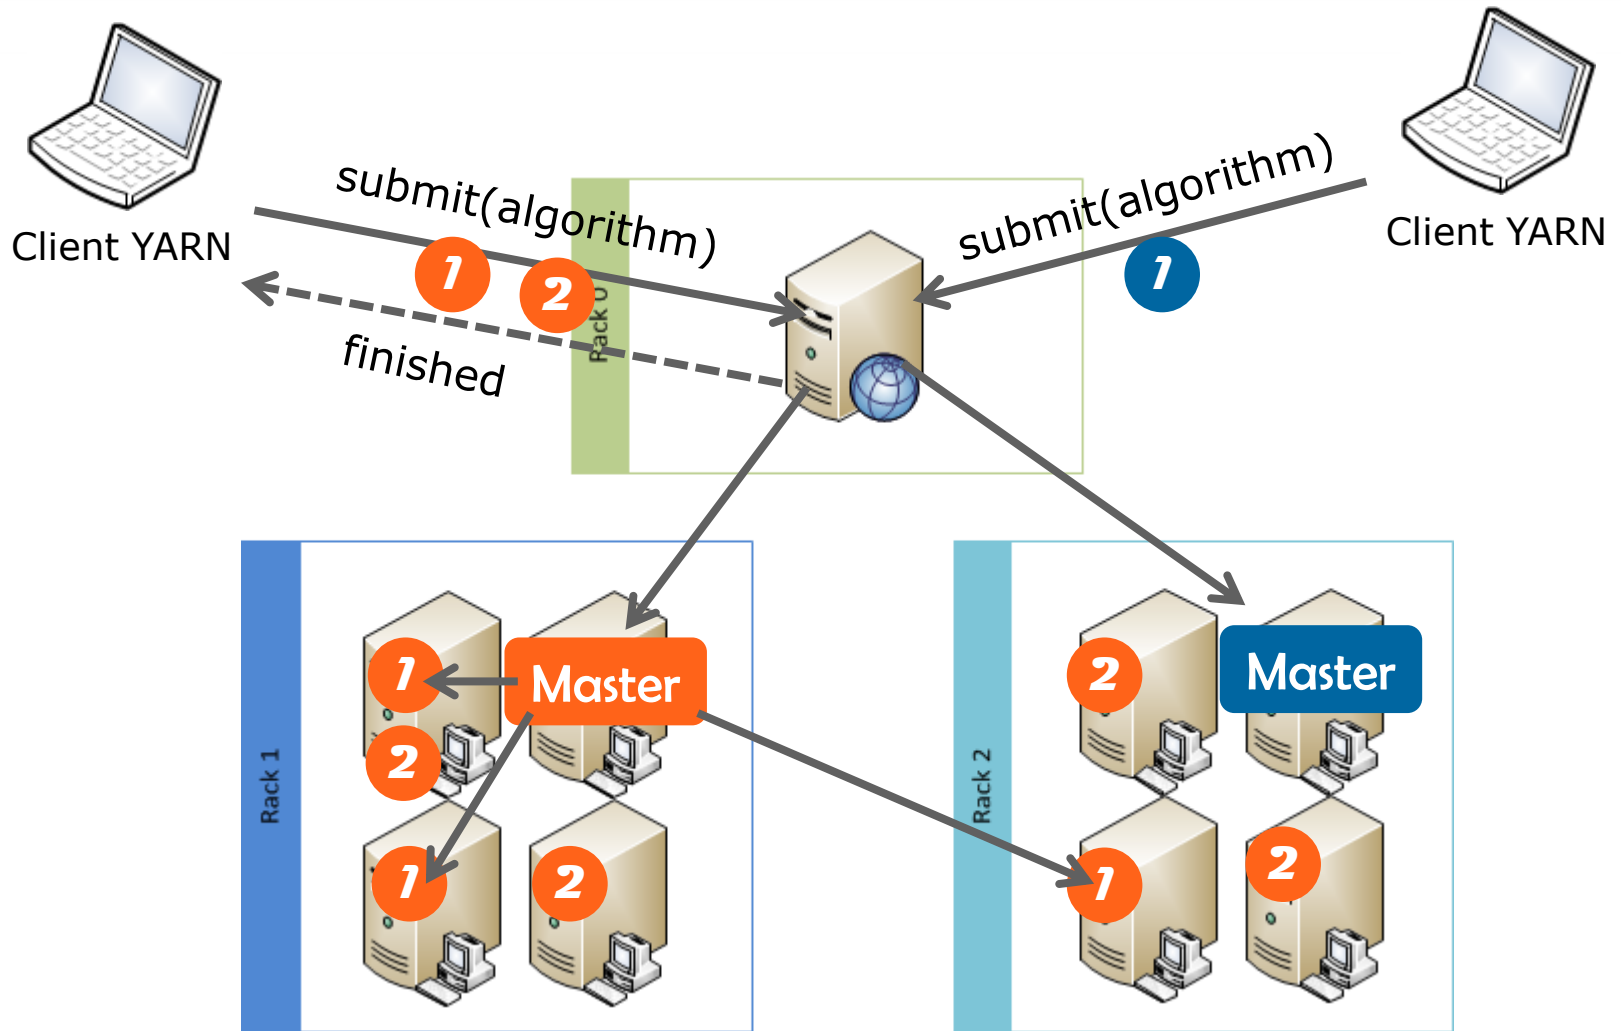 submit(algorithm)
submit(algorithm)
Client YARN
Client YARN
1
2
1
Rack 0
finished
1
Master
2
Master
2
Rack 1
Rack 2
1
2
1
2